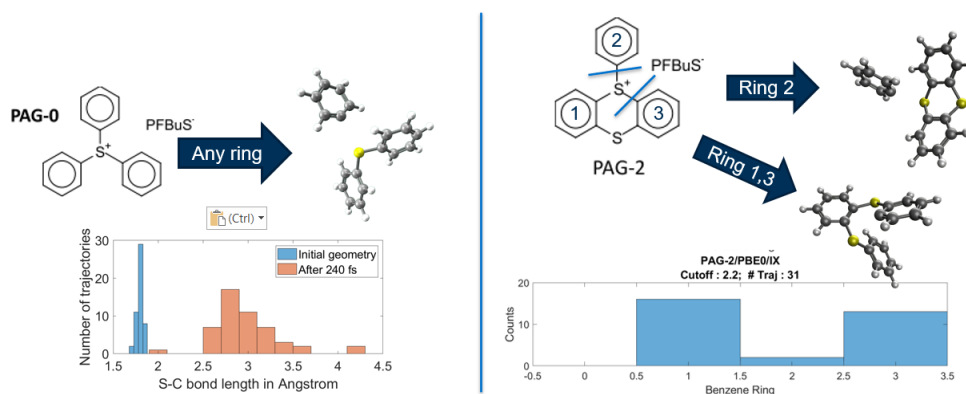 PAG-0
S+
PFBuS-
Any ring
(Ctrl)
Number of trajectories
30
20
10
0
Initial geometry
After 240 fs
1.5 2 2.5 3 3.5 4 4.5
S-C bond length in Angstrom
2
PFBuS-
S+
1
3
S
PAG-2
Ring 2
Ring 1,3
PAG-2/PBE0/IX
Cutoff : 2.2; # Traj : 31
Counts
20
10
0
-0.5 0 0.5 1 1.5 2 2.5 3 3.5
Benzene Ring